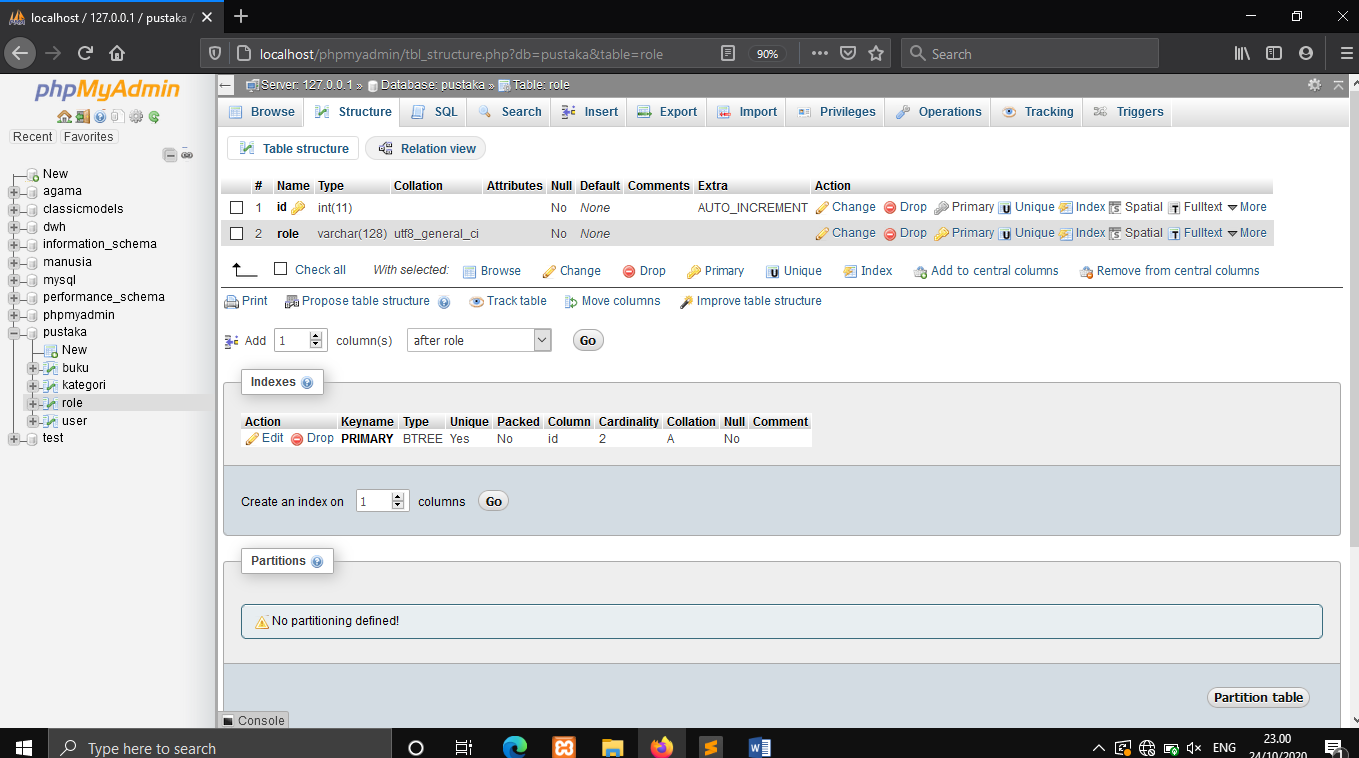 localhost / 127.0.0.1 / pustaka /
localhost/phpmyadmin/tbl_structure.php?db=pustaka&table=role 90% Search
phpMyAdmin
Recent Favorites
New
agama
classicmodels
dwh
information_schema
manusia
mysql
performance_schema
phpmyadmin
pustaka
New
buku
kategori
role
user
test
Server: 127.0.0.1 » Database: pustaka » Table: role
Browse Structure SQL Search Insert Export Import Privileges Operations Tracking Triggers
Table structure Relation view
# Name Type Collation Attributes Null Default Comments Extra Action
1 id int(11) No None AUTO_INCREMENT Change Drop Primary Unique Index Spatial Fulltext More
2 role varchar(128) utf8_general_ci No None Change Drop Primary Unique Index Spatial Fulltext More
Check all With selected: Browse Change Drop Primary Unique Index Add to central columns Remove from central columns
Print Propose table structure Track table Move columns Improve table structure
Add 1 column(s) after role Go
Indexes
Action Keyname Type Unique Packed Column Cardinality Collation Null Comment
Edit Drop PRIMARY BTREE Yes No id 2 A No
Create an index on 1 columns Go
Partitions
No partitioning defined!
Partition table
Console
Type here to search
ENG
23.00
24/10/2020
1